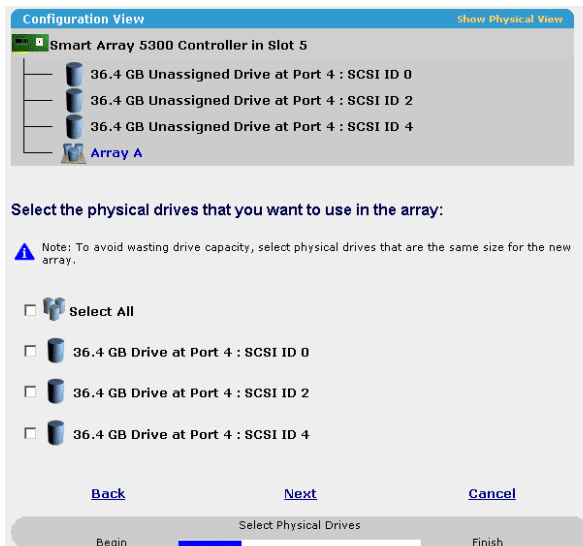 Configuration View Show Physical View
Smart Array 5300 Controller in Slot 5
36.4 GB Unassigned Drive at Port 4 : SCSI ID 0
36.4 GB Unassigned Drive at Port 4 : SCSI ID 2
36.4 GB Unassigned Drive at Port 4 : SCSI ID 4
Array A
Select the physical drives that you want to use in the array:
Note: To avoid wasting drive capacity, select physical drives that are the same size for the new
array.
Select All
36.4 GB Drive at Port 4 : SCSI ID 0
36.4 GB Drive at Port 4 : SCSI ID 2
36.4 GB Drive at Port 4 : SCSI ID 4
Back Next Cancel
Select Physical Drives
Begin Finish